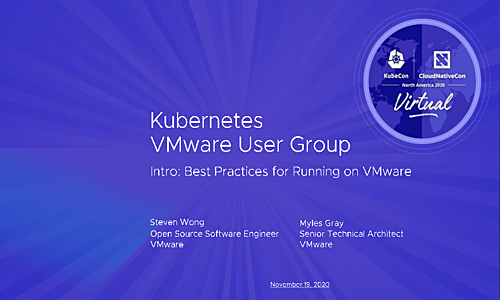 KubeCon
CloudNativeCon
North America 2020
Virtual
Kubernetes
VMware User Group
Intro: Best Practices for Running on VMware
Steven Wong
Open Source Software Engineer
VMware
Myles Gray
Senior Technical Architect
VMware
November 19, 2020